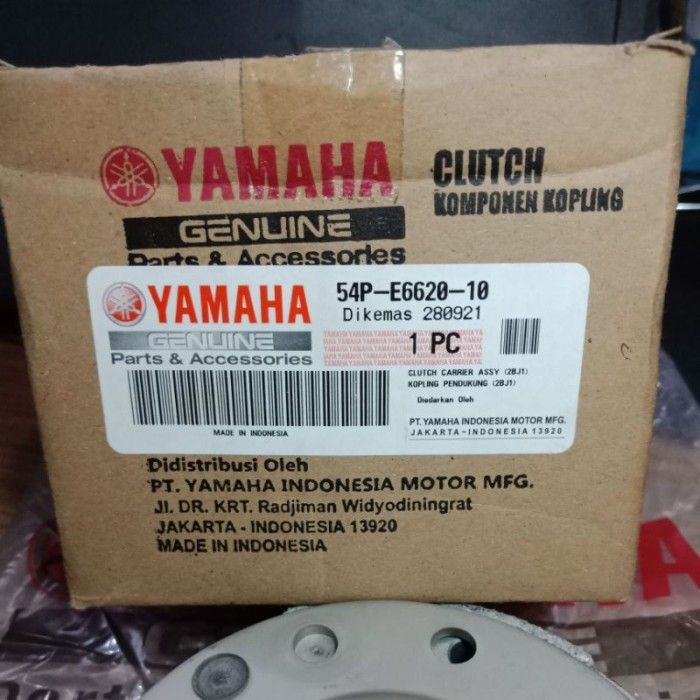 YAMAHA
CLUTCH
KOMPONEN KOPLING
GENUINE
Parts & Accessories
YAMAHA
GENUINE
Parts & Accessories
MADE IN INDONESIA
54P-E6620-10
Dikemas 280921
1 PC
CLUTCH CARRIER ASSY (2BJ1)
KOPLING PENDUKUNG (2BJ1)
Diedarkan Oleh
PT. YAMAHA INDONESIA MOTOR MFG.
JAKARTA-INDONESIA 13920
Didistribusi Oleh
PT. YAMAHA INDONESIA MOTOR MFG.
Jl. DR. KRT. Radjiman Widyodiningrat
JAKARTA - INDONESIA 13920
MADE IN INDONESIA